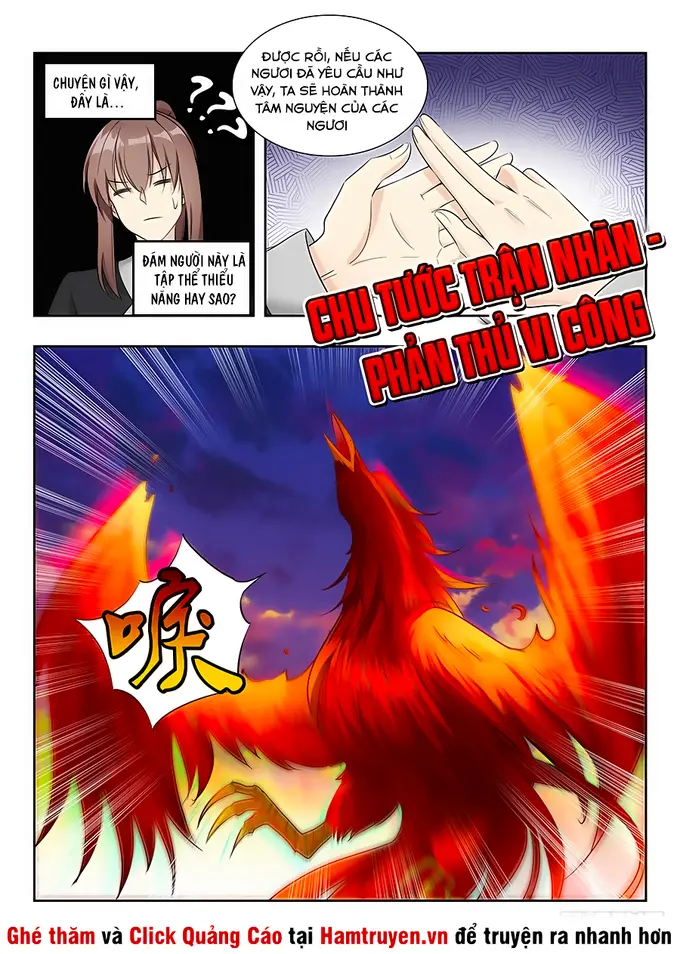 CHUYỆN GÌ VẬY,
ĐÂY LÀ...
???
ĐÁM NGƯỜI NÀY LÀ
TẬP THỂ THIỂU
NĂNG HAY SAO?
ĐƯỢC RỒI, NẾU CÁC
NGƯƠI ĐÃ YÊU CẦU NHƯ
VẬY, TA SẼ HOÀN THÀNH
TÂM NGUYỆN CỦA CÁC
NGƯƠI
CHU TƯỚC TRẬN NHÃN -
PHẢN THỦ VI CÔNG
唳
Ghé thăm và Click Quảng Cáo tại Hamtruyen.vn để truyện ra nhanh hơn